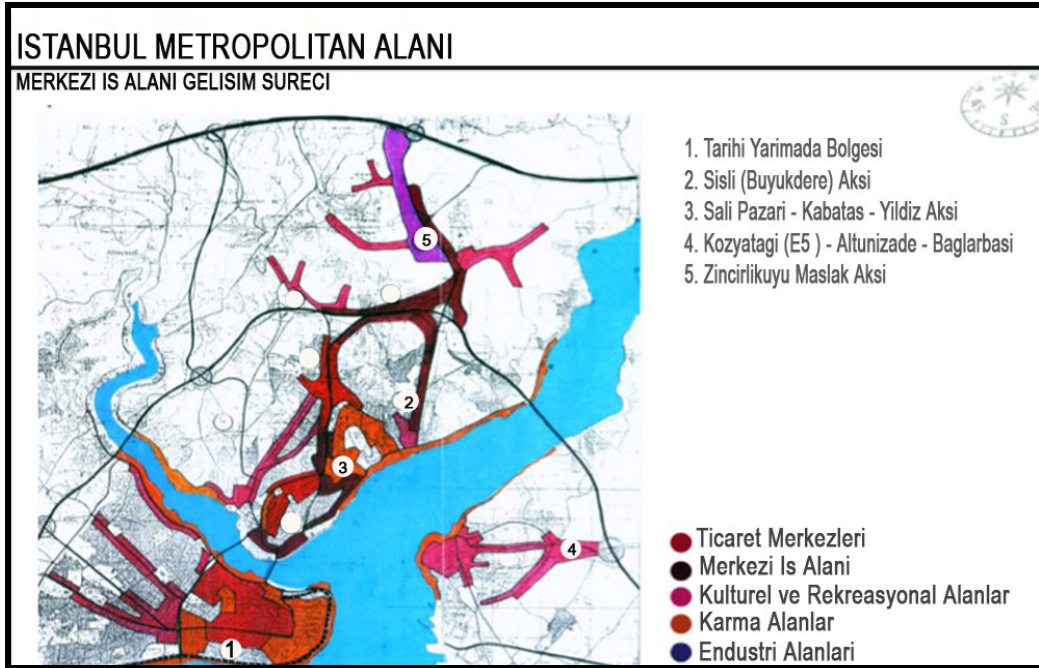 ISTANBUL METROPOLITAN ALANI
MERKEZI IS ALANI GELISIM SURECI
1. Tarihi Yarimada Bolgesi
2. Sisli (Buyukdere) Aksi
3. Sali Pazari - Kabatas - Yildiz Aksi
4. Kozyatagi (E5 ) - Altunizade - Baglarbasi
5. Zincirlikuyu Maslak Aksi
5
2
3
4
1
Ticaret Merkezleri
Merkezi Is Alani
Kulturel ve Rekreasyonal Alanlar
Karma Alanlar
Endustri Alanlari